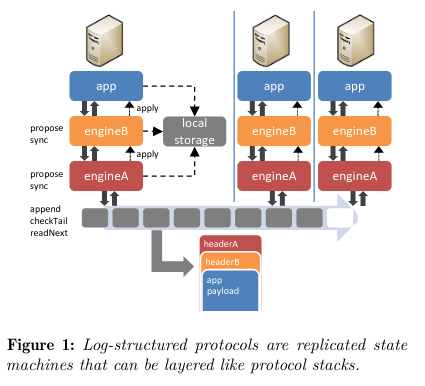 app
app
app
apply
propose
sync
engineB
local
storage
engineB
engineB
apply
propose
sync
engineA
engineA
engineA
append
checkTail
readNext
headerA
headerB
app
payload
Figure 1: Log-structured protocols are replicated state
machines that can be layered like protocol stacks.